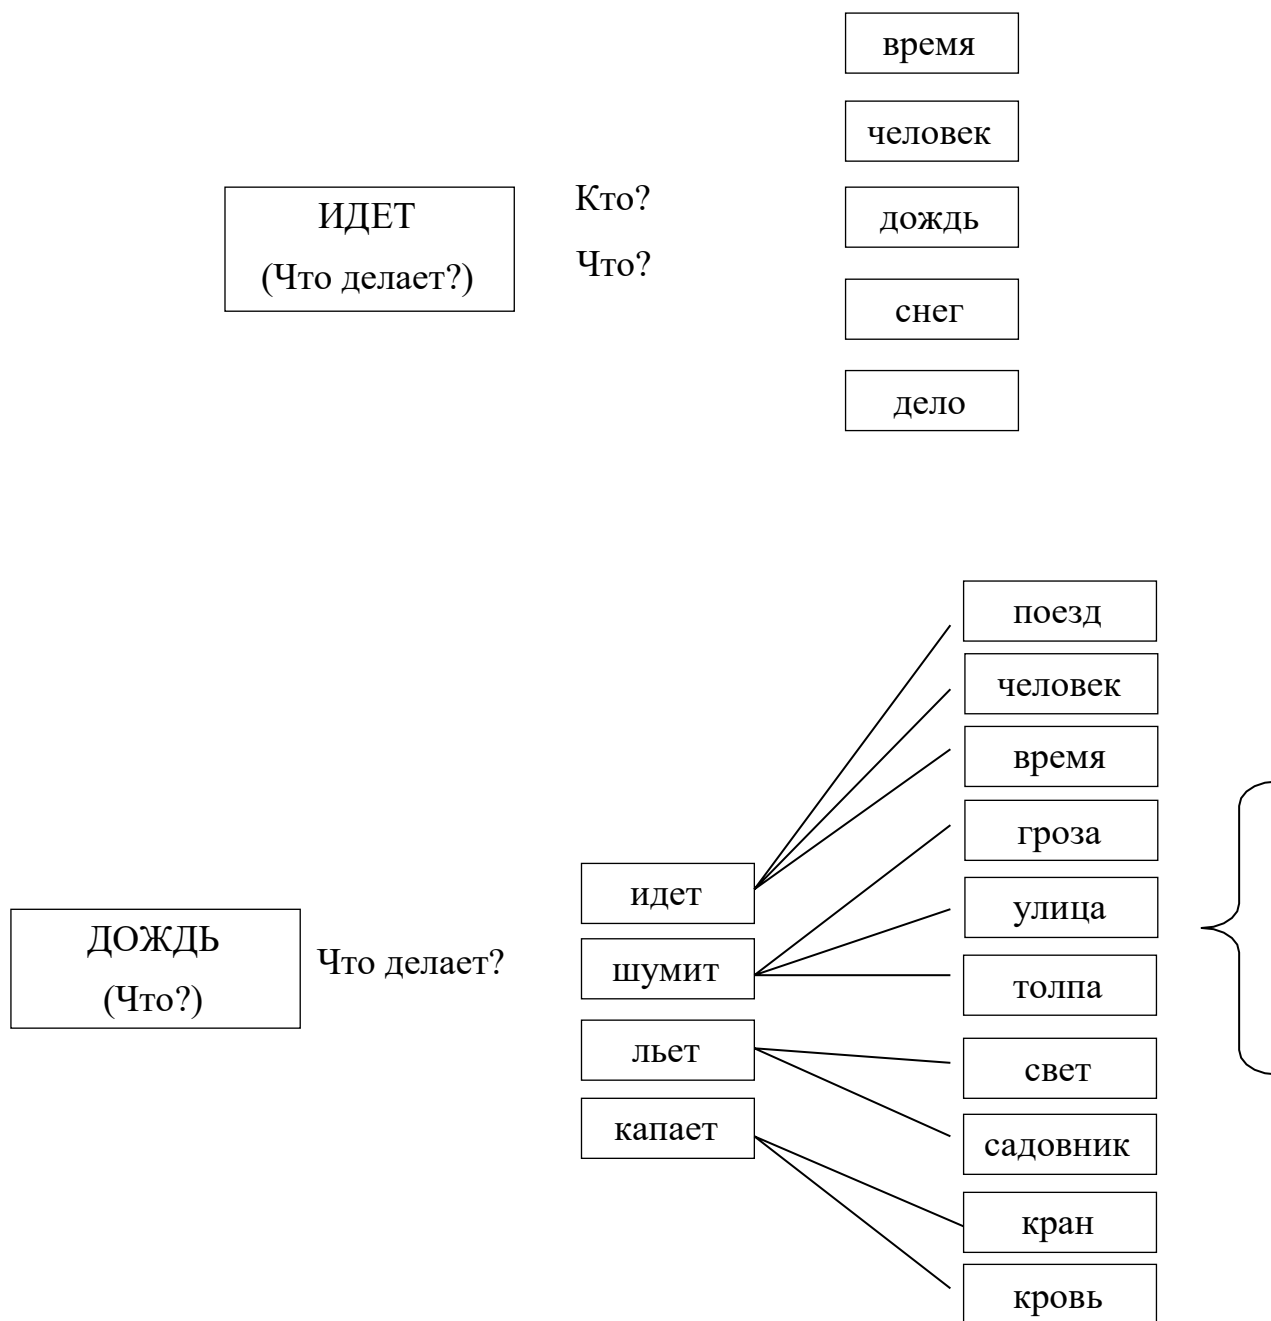 время
человек
ИДЕТ
(Что делает?)
Кто?
Что?
дождь
снег
дело
поезд
человек
время
гроза
улица
толпа
свет
садовник
кран
кровь
идет
шумит
льет
капает
ДОЖДЬ
(Что?)
Что делает?